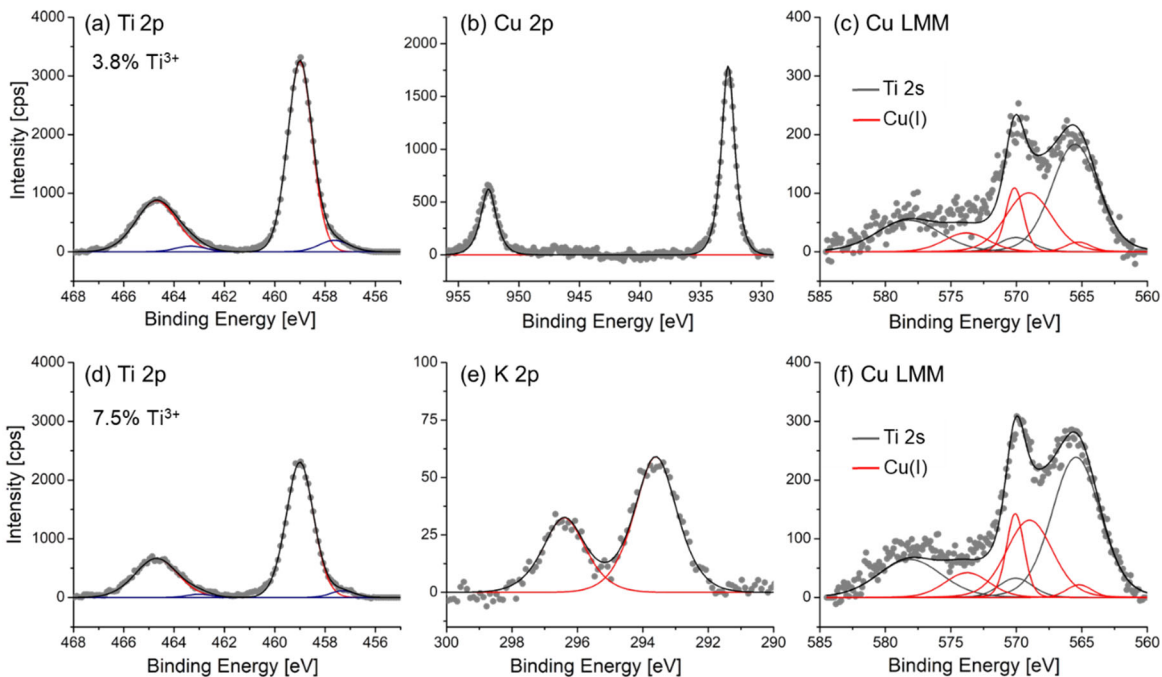 (a) Ti 2p
3.8% Ti³⁺
Intensity [cps]
4000
3000
2000
1000
0
468 466 464 462 460 458 456
Binding Energy [eV]
(b) Cu 2p
2000
1500
1000
500
0
955 950 945 940 935 930
Binding Energy [eV]
(c) Cu LMM
Ti 2s
Cu(I)
400
300
200
100
0
585 580 575 570 565 560
Binding Energy [eV]
(d) Ti 2p
7.5% Ti³⁺
Intensity [cps]
4000
3000
2000
1000
0
468 466 464 462 460 458 456
Binding Energy [eV]
(e) K 2p
100
75
50
25
0
300 298 296 294 292 290
Binding Energy [eV]
(f) Cu LMM
Ti 2s
Cu(I)
400
300
200
100
0
585 580 575 570 565 560
Binding Energy [eV]